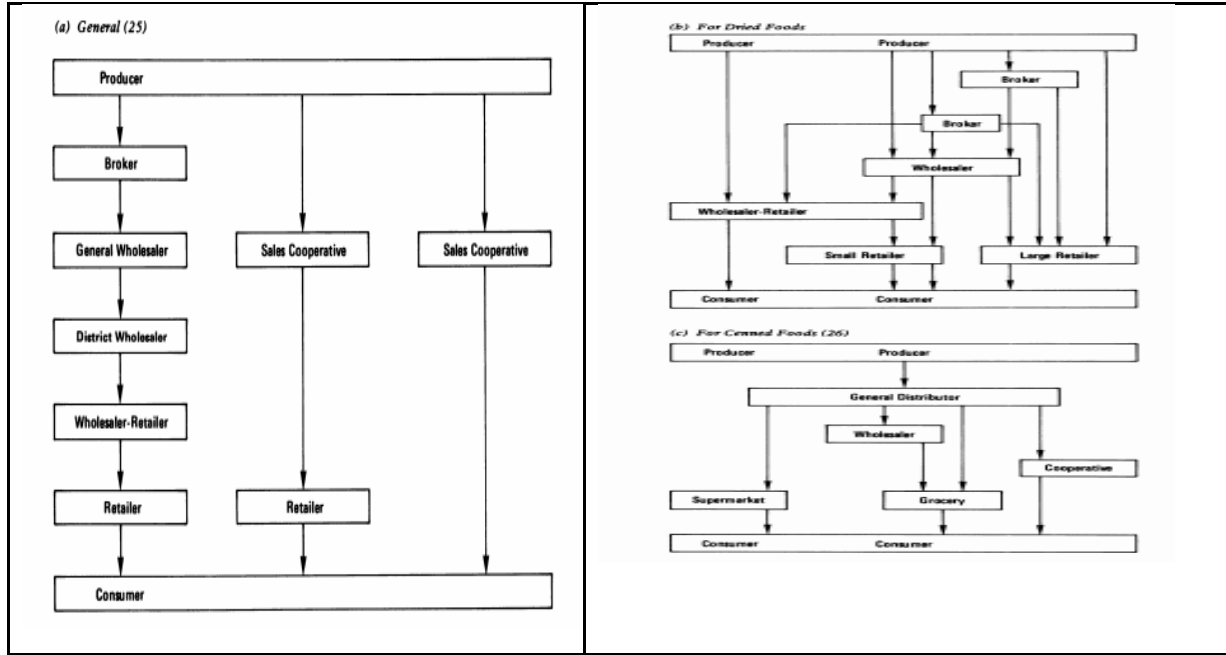 (a) General (25)
Producer
Broker
General Wholesaler
Sales Cooperative
Sales Cooperative
District Wholesaler
Wholesaler-Retailer
Retailer
Retailer
Consumer
(b) For Dried Foods
Producer
Producer
Broker
Broker
Wholesaler
Wholesaler-Retailer
Small Retailer
Large Retailer
Consumer
Consumer
(c) For Cenned Foods (26)
Producer
Producer
General Distributor
Wholesaler
Cooperative
Supermarket
Grocery
Consumer
Consumer